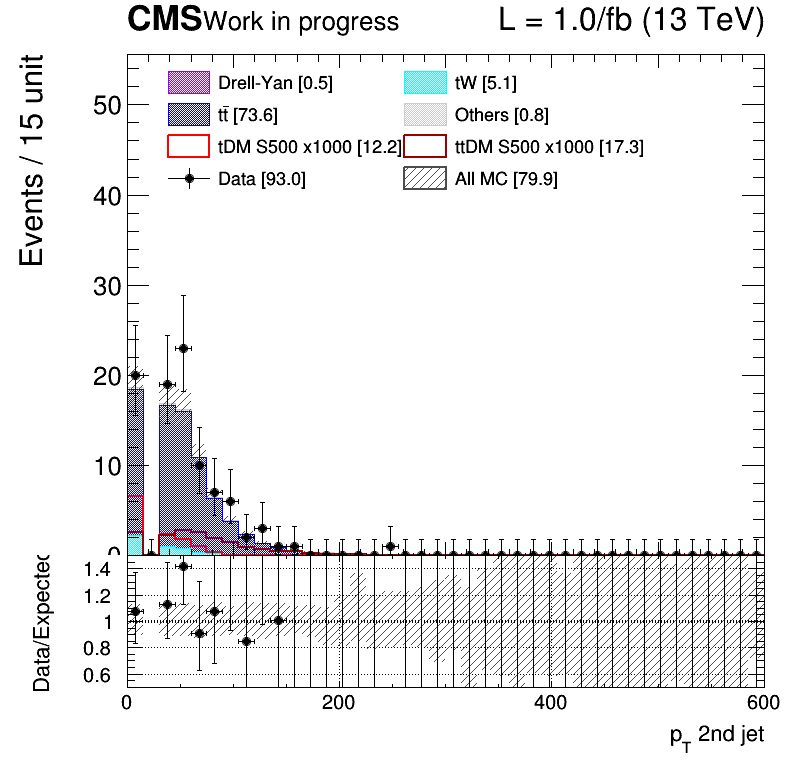 CMS Work in progress L = 1.0/fb (13 TeV)
Events / 15 unit
Drell-Yan [0.5] tW [5.1]
tt̄ [73.6] Others [0.8]
tDM S500 x1000 [12.2] ttDM S500 x1000 [17.3]
Data [93.0] All MC [79.9]
50
40
30
20
10
0
Data/Expected
1.4
1.2
1
0.8
0.6
0 200 400 600
p_T 2nd jet